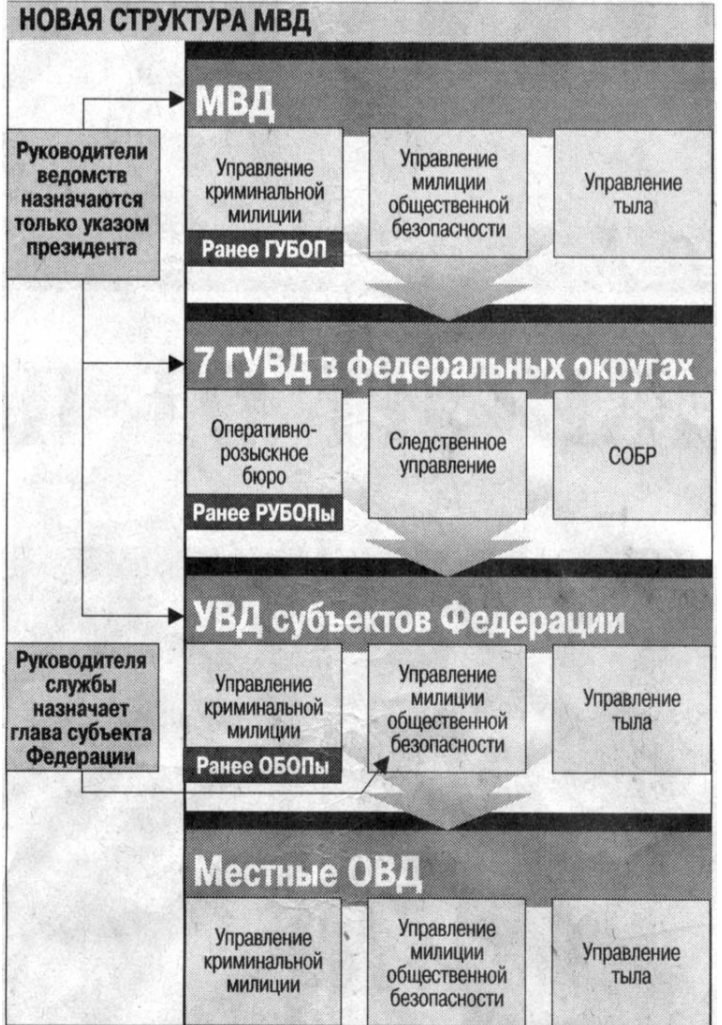 НОВАЯ СТРУКТУРА МВД
МВД
Руководители
ведомств
назначаются
только указом
президента
Управление
криминальной
милиции
Ранее ГУБОП
Управление
милиции
общественной
безопасности
Управление
тыла
7 ГУВД в федеральных округах
Оперативно-
розыскное
бюро
Ранее РУБОПы
Следственное
управление
СОБР
УВД субъектов Федерации
Руководителя
службы
назначает
глава субъекта
Федерации
Управление
криминальной
милиции
Ранее ОБОПы
Управление
милиции
общественной
безопасности
Управление
тыла
Местные ОВД
Управление
криминальной
милиции
Управление
милиции
общественной
безопасности
Управление
тыла